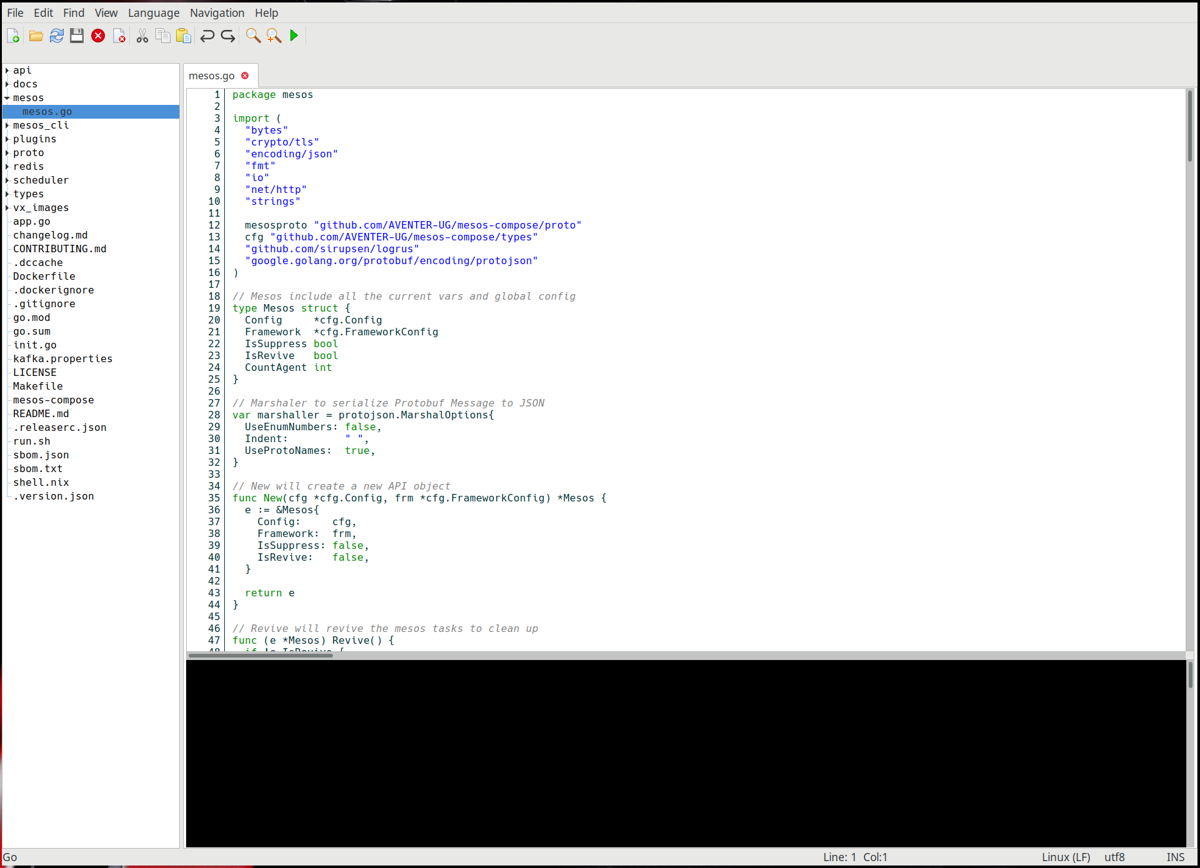 File Edit Find View Language Navigation Help
api
docs
mesos
mesos.go
mesos_cli
plugins
proto
redis
scheduler
types
vx_images
app.go
changelog.md
CONTRIBUTING.md
.dccache
Dockerfile
.dockerignore
.gitignore
go.mod
go.sum
init.go
kafka.properties
LICENSE
Makefile
mesos-compose
README.md
.releaserc.json
run.sh
sbom.json
sbom.txt
shell.nix
.version.json
mesos.go
1 package mesos
2
3 import (
4   "bytes"
5   "crypto/tls"
6   "encoding/json"
7   "fmt"
8   "io"
9   "net/http"
10   "strings"
11
12   mesosproto "github.com/AVENTER-UG/mesos-compose/proto"
13   cfg "github.com/AVENTER-UG/mesos-compose/types"
14   "github.com/sirupsen/logrus"
15   "google.golang.org/protobuf/encoding/protojson"
16 )
17
18 // Mesos include all the current vars and global config
19 type Mesos struct {
20   Config     *cfg.Config
21   Framework  *cfg.FrameworkConfig
22   IsSuppress bool
23   IsRevive   bool
24   CountAgent int
25 }
26
27 // Marshaler to serialize Protobuf Message to JSON
28 var marshaller = protojson.MarshalOptions{
29   UseEnumNumbers: false,
30   Indent:         " ",
31   UseProtoNames:  true,
32 }
33
34 // New will create a new API object
35 func New(cfg *cfg.Config, frm *cfg.FrameworkConfig) *Mesos {
36   e := &Mesos{
37     Config:     cfg,
38     Framework:  frm,
39     IsSuppress: false,
40     IsRevive:   false,
41   }
42
43   return e
44 }
45
46 // Revive will revive the mesos tasks to clean up
47 func (e *Mesos) Revive() {
48   if !e.IsRevive {
Go Line: 1 Col:1 Linux (LF) utf8 INS